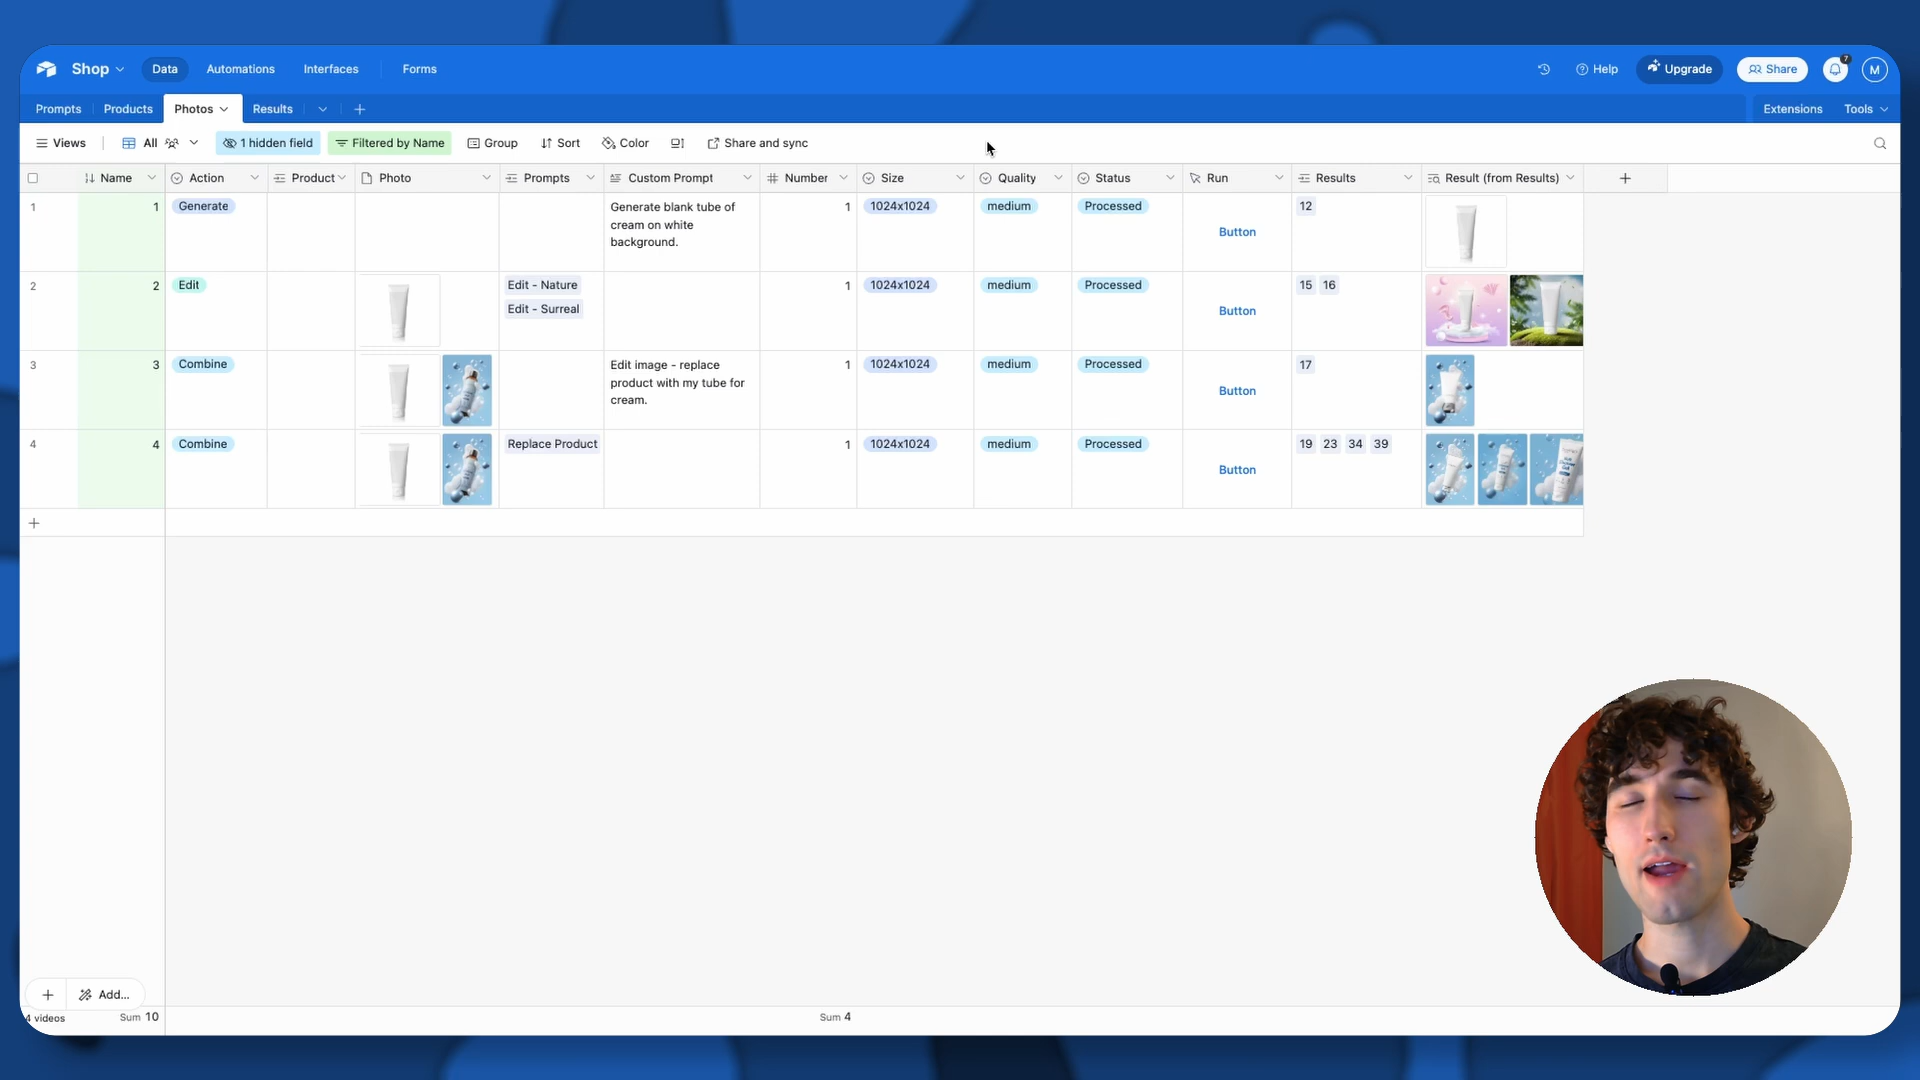 Shop
Data
Automations
Interfaces
Forms
Help
Upgrade
Share
7
M
Prompts
Products
Photos
Results
Extensions
Tools
Views
All
1 hidden field
Filtered by Name
Group
Sort
Color
Share and sync
Name
Action
Product
Photo
Prompts
Custom Prompt
Number
Size
Quality
Status
Run
Results
Result (from Results)
1
1
Generate
Generate blank tube of
cream on white
background.
1
1024x1024
medium
Processed
Button
12
2
2
Edit
Edit - Nature
Edit - Surreal
1
1024x1024
medium
Processed
Button
15 16
3
3
Combine
Edit image - replace
product with my tube for
cream.
1
1024x1024
medium
Processed
Button
17
4
4
Combine
Replace Product
1
1024x1024
medium
Processed
Button
19 23 34 39
Add...
4 videos
Sum 10
Sum 4